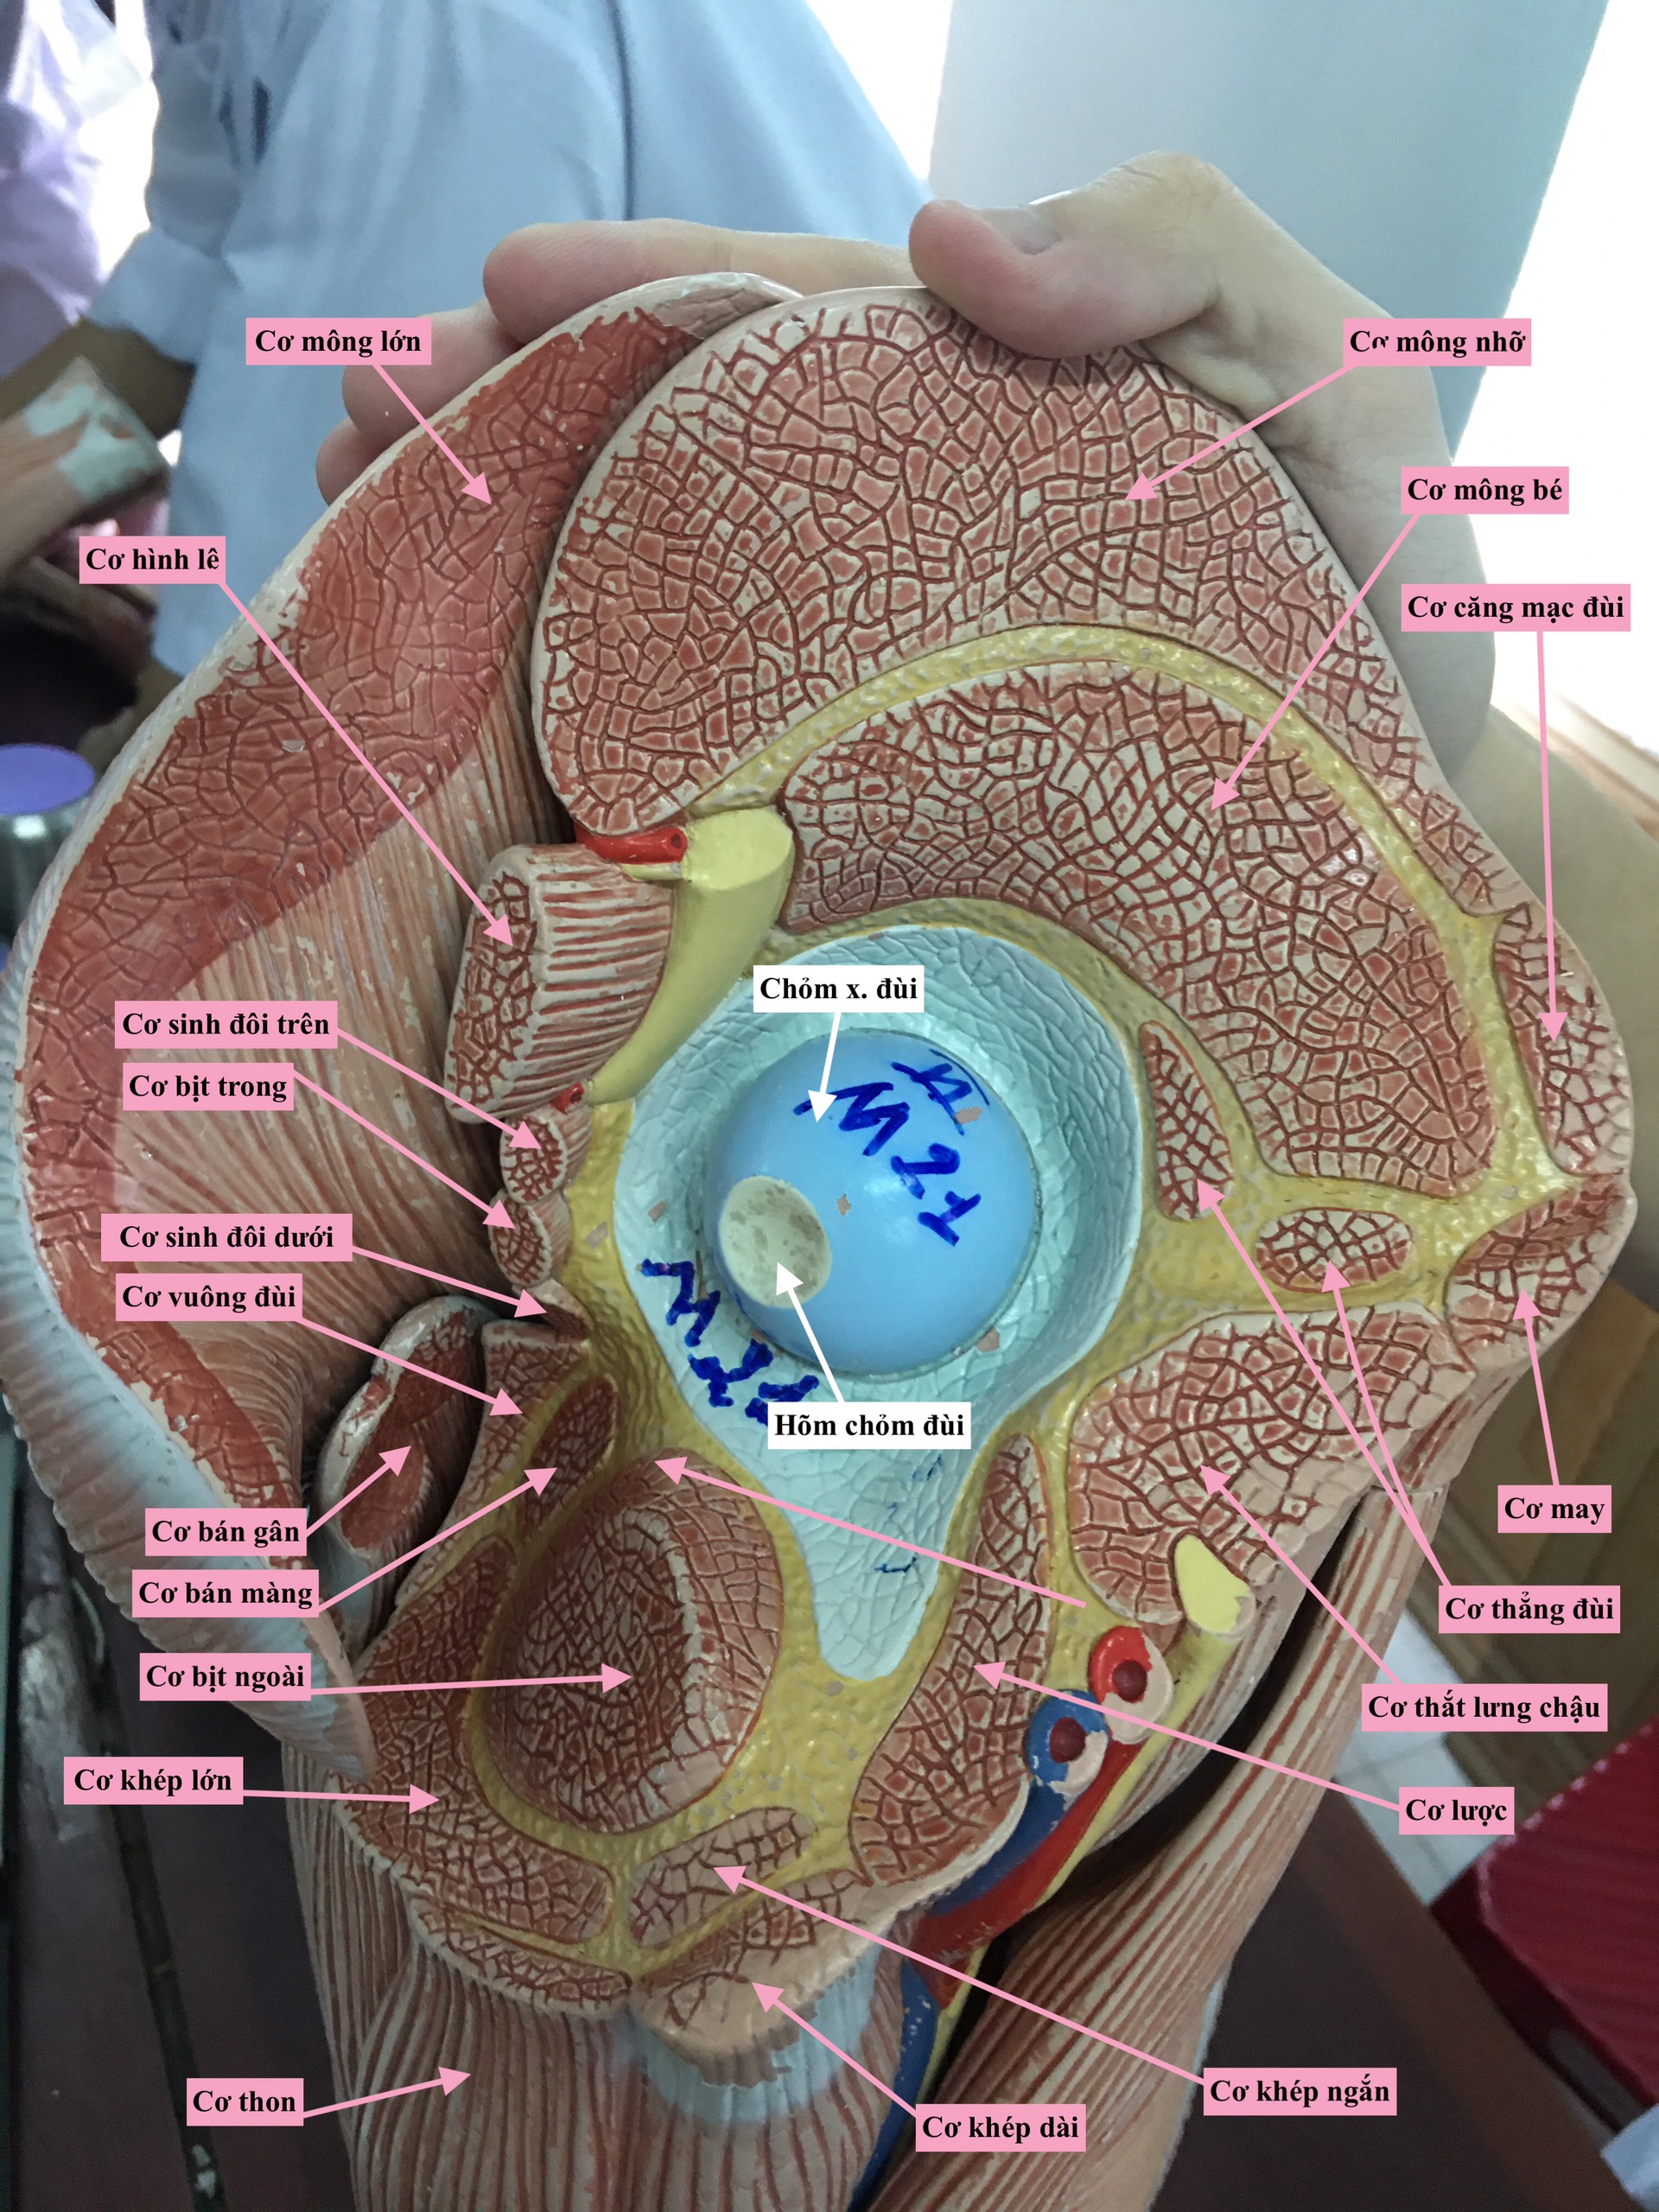 Cơ mông lớn
Cơ mông nhỡ
Cơ mông bé
Cơ hình lê
Cơ căng mạc đùi
Chỏm x. đùi
Cơ sinh đôi trên
Cơ bịt trong
Cơ sinh đôi dưới
Cơ vuông đùi
Hõm chỏm đùi
Cơ may
Cơ bán gân
Cơ bán màng
Cơ thẳng đùi
Cơ bịt ngoài
Cơ thắt lưng chậu
Cơ khép lớn
Cơ lược
Cơ khép ngắn
Cơ thon
Cơ khép dài